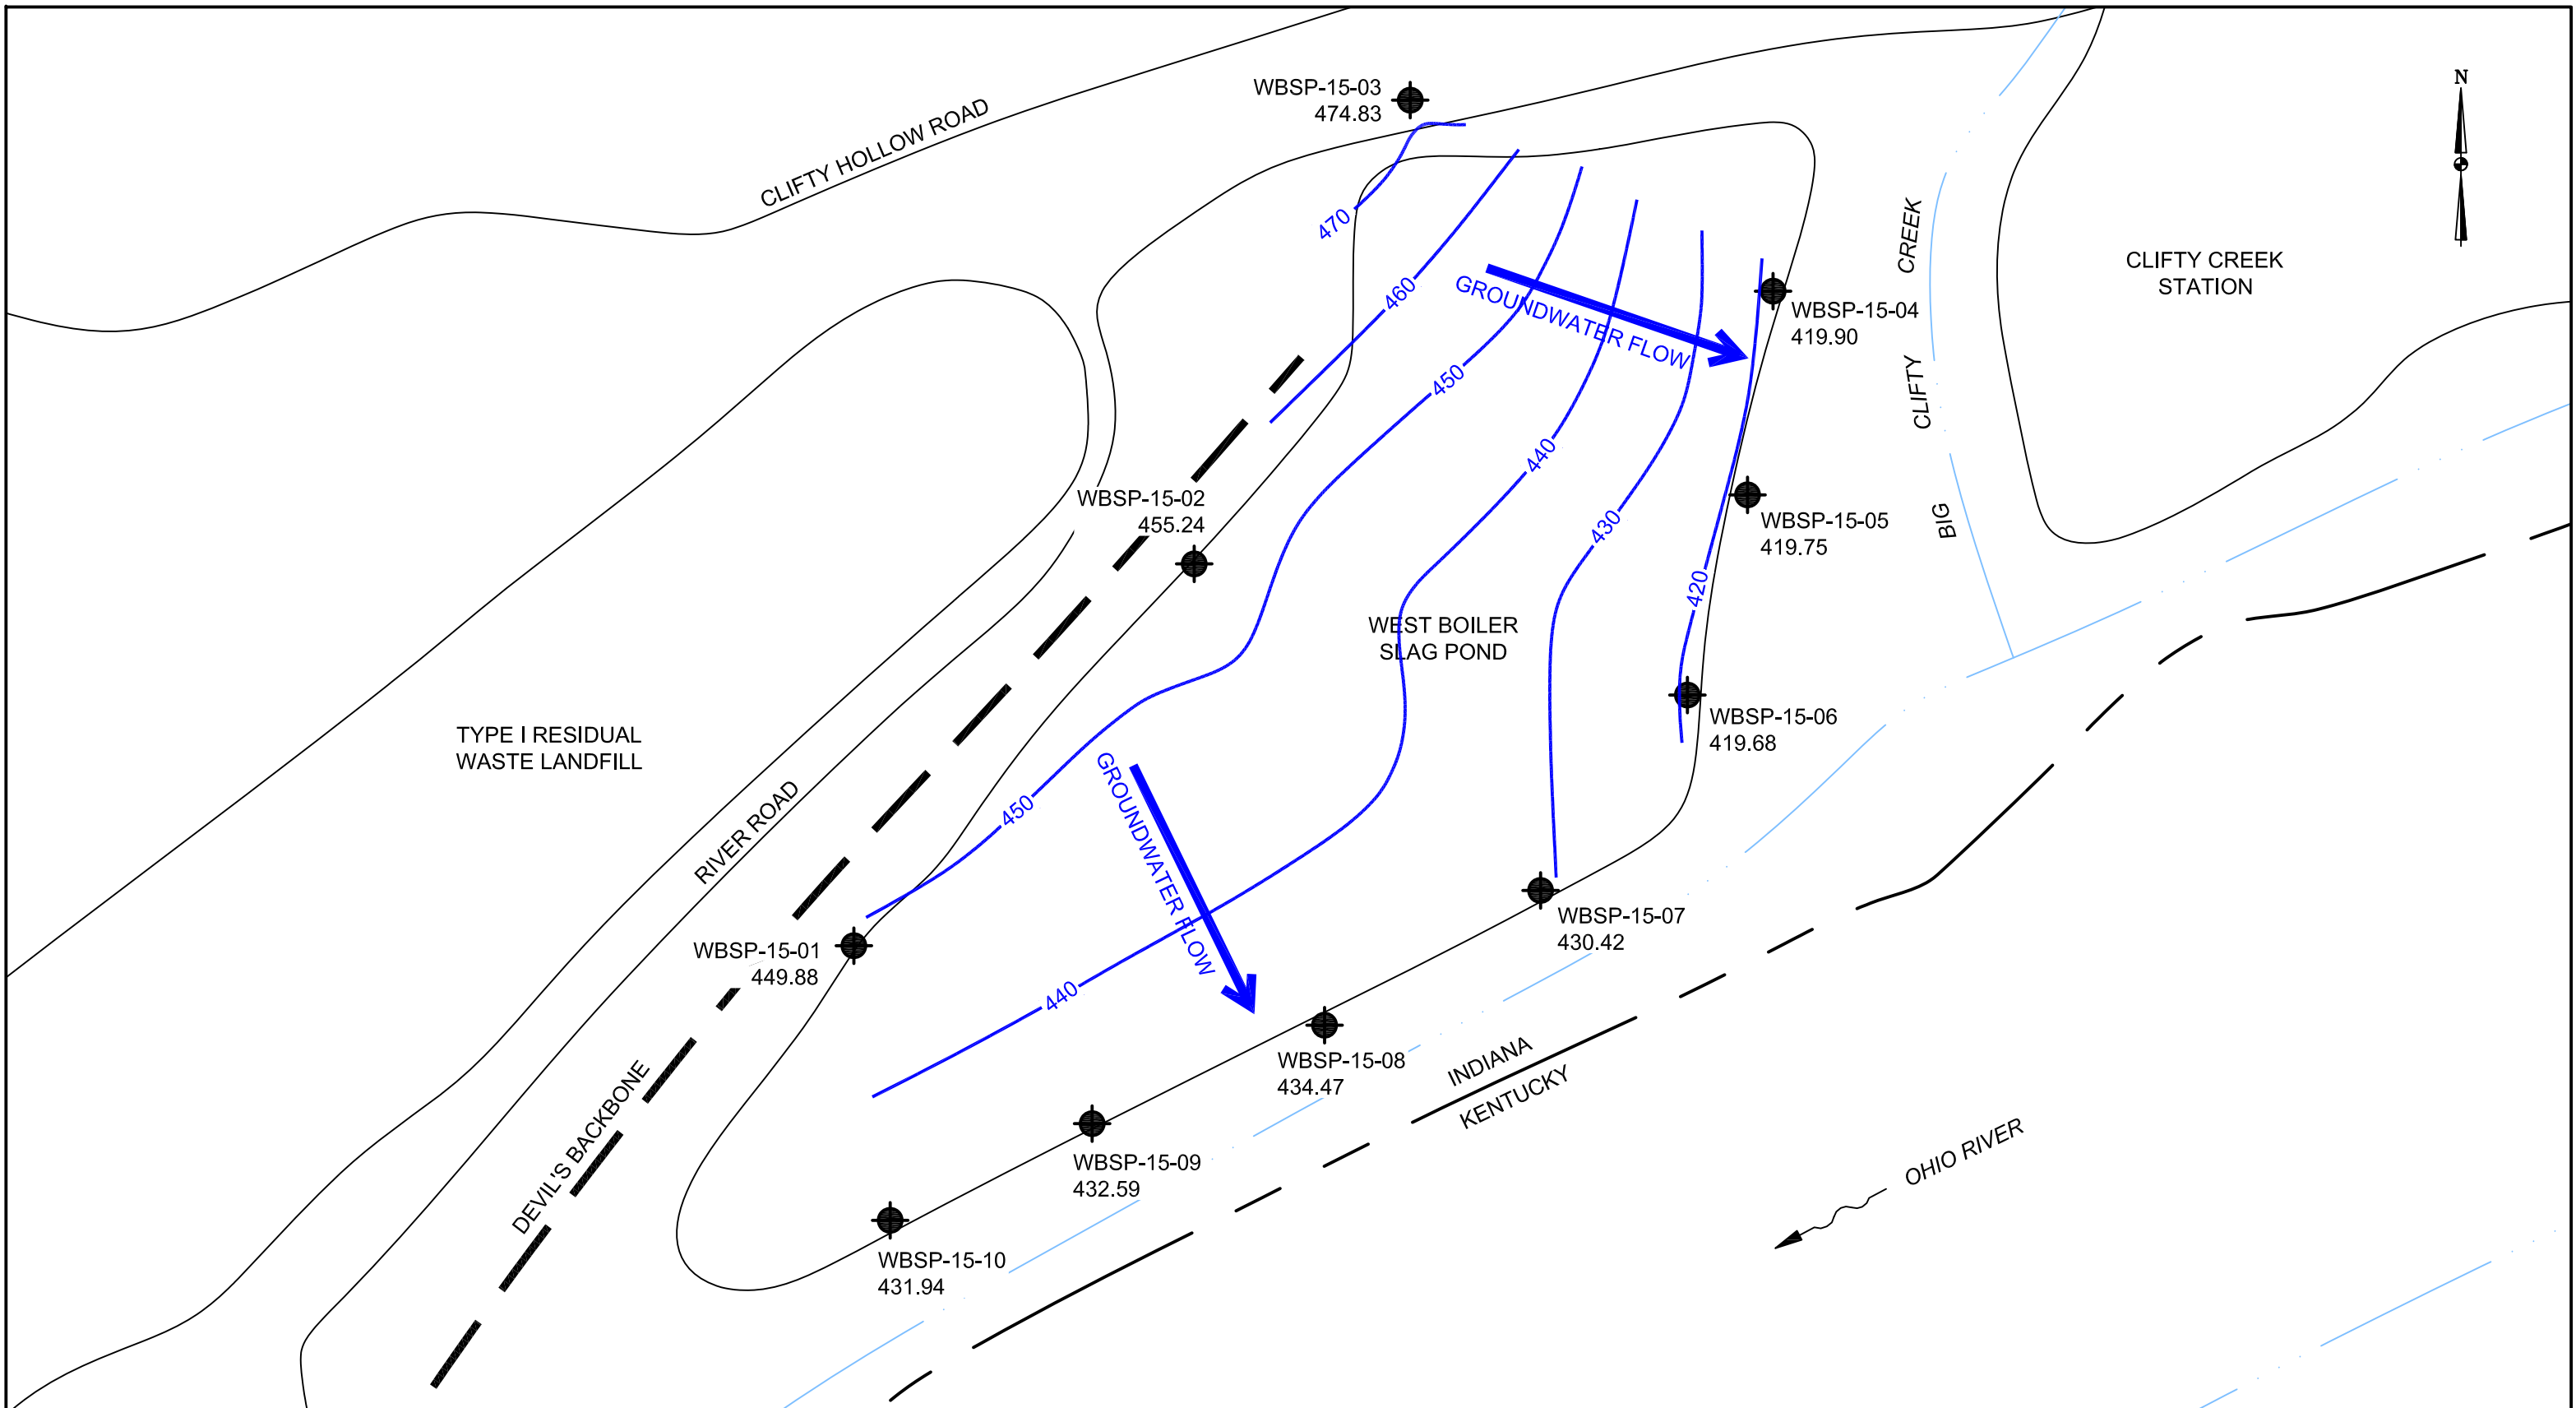 N
WBSP-15-03
474.83
CLIFTY HOLLOW ROAD
470
460
450
440
430
420
GROUNDWATER FLOW
WBSP-15-04
419.90
BIG CLIFTY CREEK
CLIFTY CREEK
STATION
WBSP-15-02
455.24
WBSP-15-05
419.75
WEST BOILER
SLAG POND
WBSP-15-06
419.68
TYPE I RESIDUAL
WASTE LANDFILL
RIVER ROAD
450
GROUNDWATER FLOW
WBSP-15-01
449.88
440
WBSP-15-07
430.42
WBSP-15-08
434.47
INDIANA
KENTUCKY
DEVIL'S BACKBONE
WBSP-15-09
432.59
OHIO RIVER
WBSP-15-10
431.94